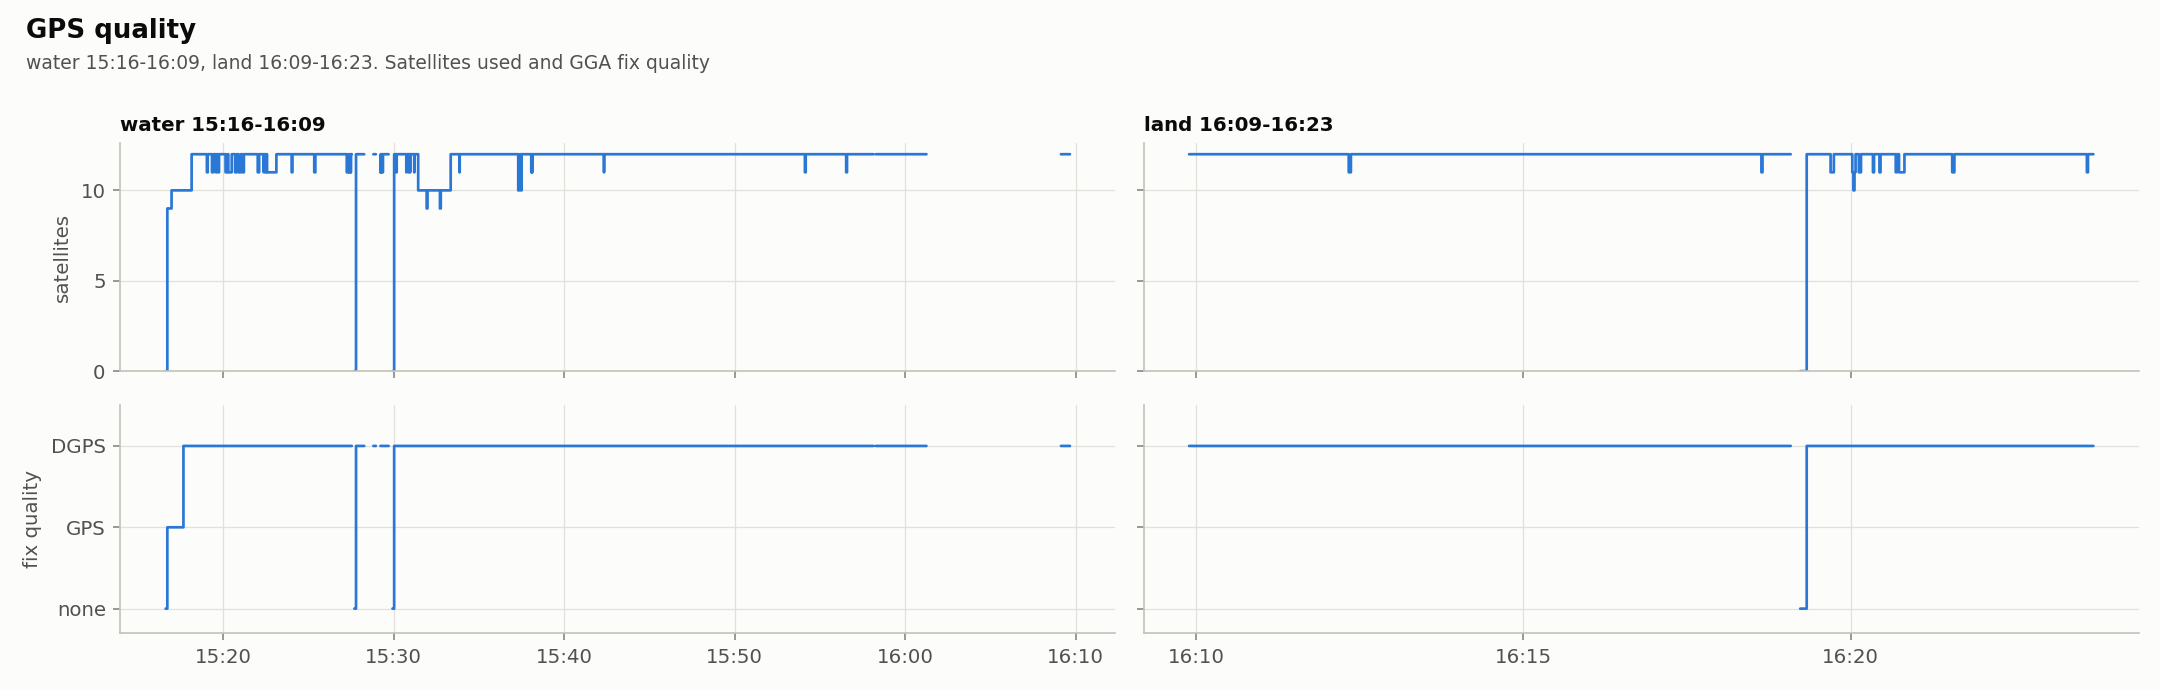 GPS quality
water 15:16-16:09, land 16:09-16:23. Satellites used and GGA fix quality
water 15:16-16:09
land 16:09-16:23
satellites
10
5
0
fix quality
DGPS
GPS
none
15:20
15:30
15:40
15:50
16:00
16:10
16:10
16:15
16:20